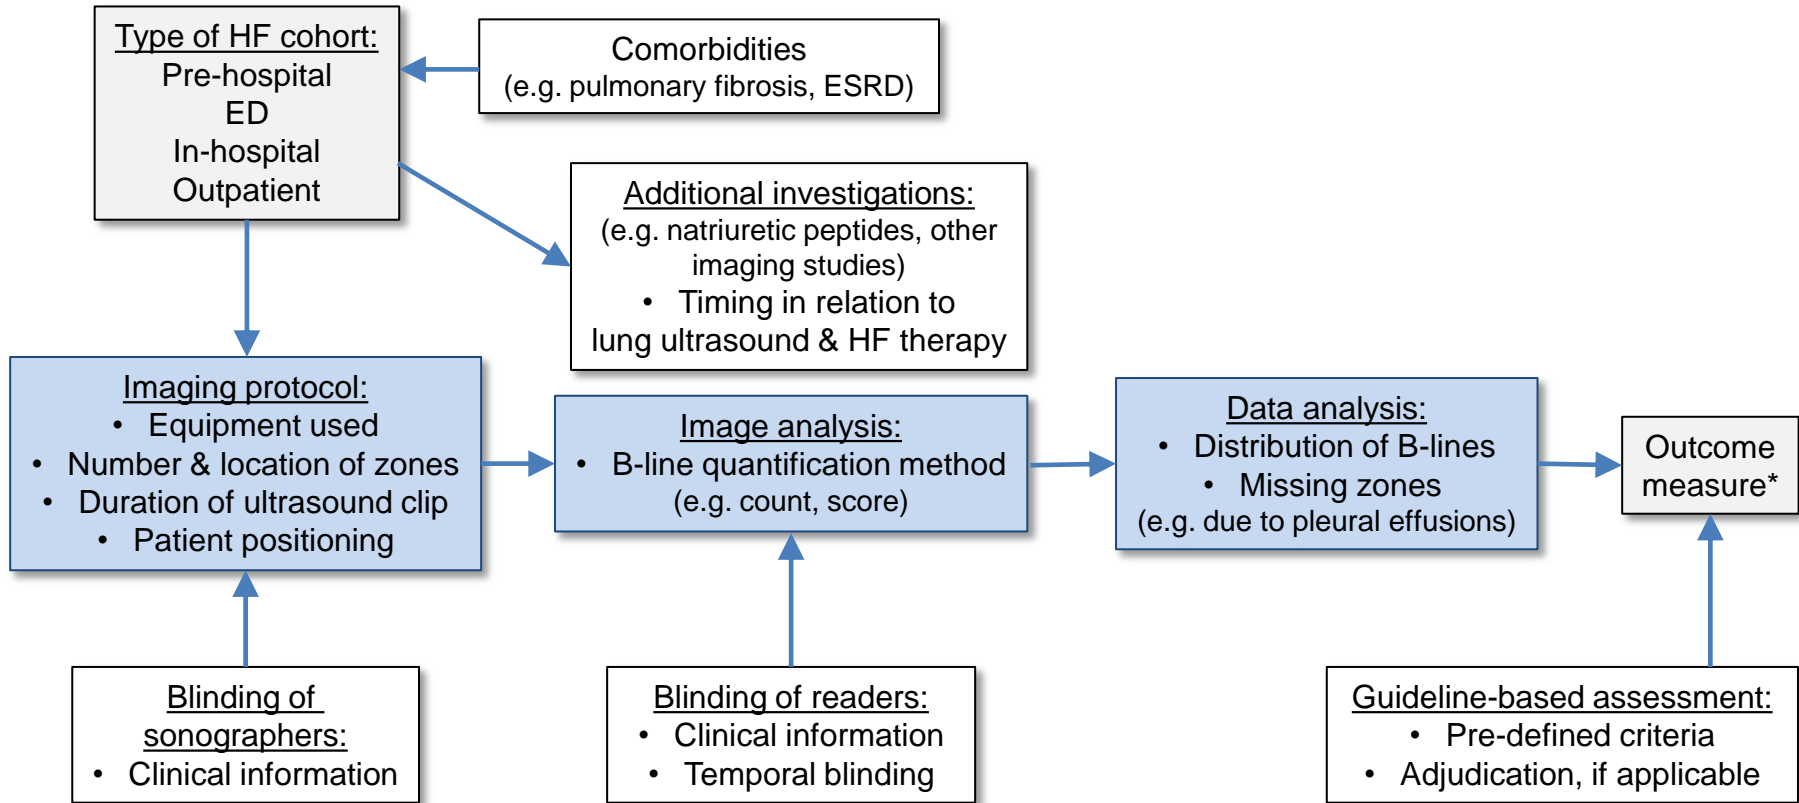 Type of HF cohort:
Pre-hospital
ED
In-hospital
Outpatient
Comorbidities
(e.g. pulmonary fibrosis, ESRD)
Additional investigations:
(e.g. natriuretic peptides, other
imaging studies)
• Timing in relation to
lung ultrasound & HF therapy
Imaging protocol:
• Equipment used
• Number & location of zones
• Duration of ultrasound clip
• Patient positioning
Image analysis:
• B-line quantification method
(e.g. count, score)
Data analysis:
• Distribution of B-lines
• Missing zones
(e.g. due to pleural effusions)
Outcome
measure*
Blinding of
sonographers:
• Clinical information
Blinding of readers:
• Clinical information
• Temporal blinding
Guideline-based assessment:
• Pre-defined criteria
• Adjudication, if applicable